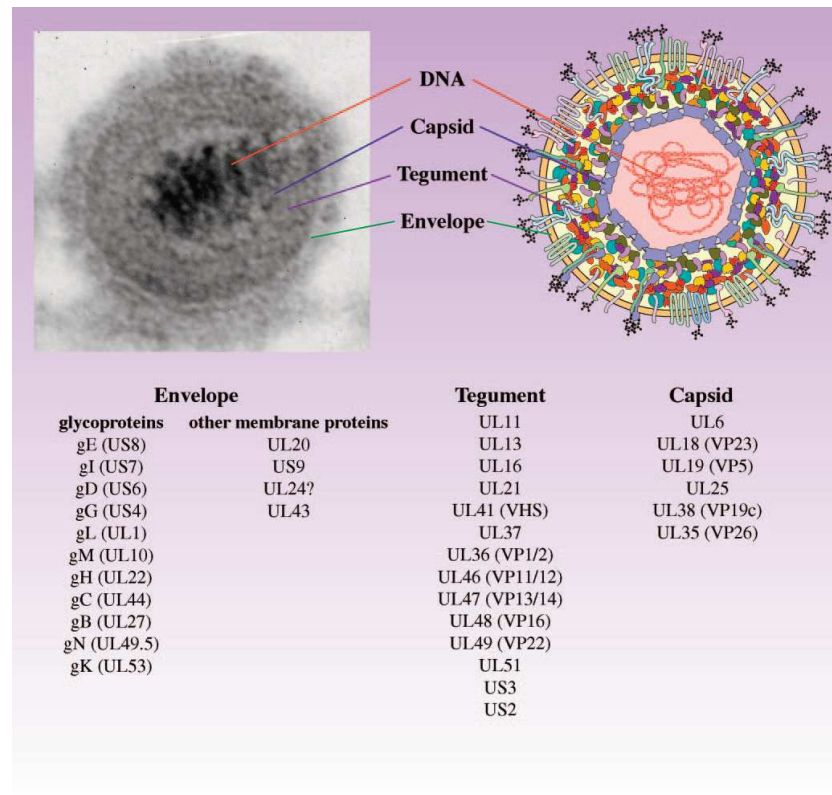 DNA
Capsid
Tegument
Envelope
Envelope
glycoproteins
gE (US8)
gI (US7)
gD (US6)
gG (US4)
gL (UL1)
gM (UL10)
gH (UL22)
gC (UL44)
gB (UL27)
gN (UL49.5)
gK (UL53)
other membrane proteins
UL20
US9
UL24?
UL43
Tegument
UL11
UL13
UL16
UL21
UL41 (VHS)
UL37
UL36 (VP1/2)
UL46 (VP11/12)
UL47 (VP13/14)
UL48 (VP16)
UL49 (VP22)
UL51
US3
US2
Capsid
UL6
UL18 (VP23)
UL19 (VP5)
UL25
UL38 (VP19c)
UL35 (VP26)